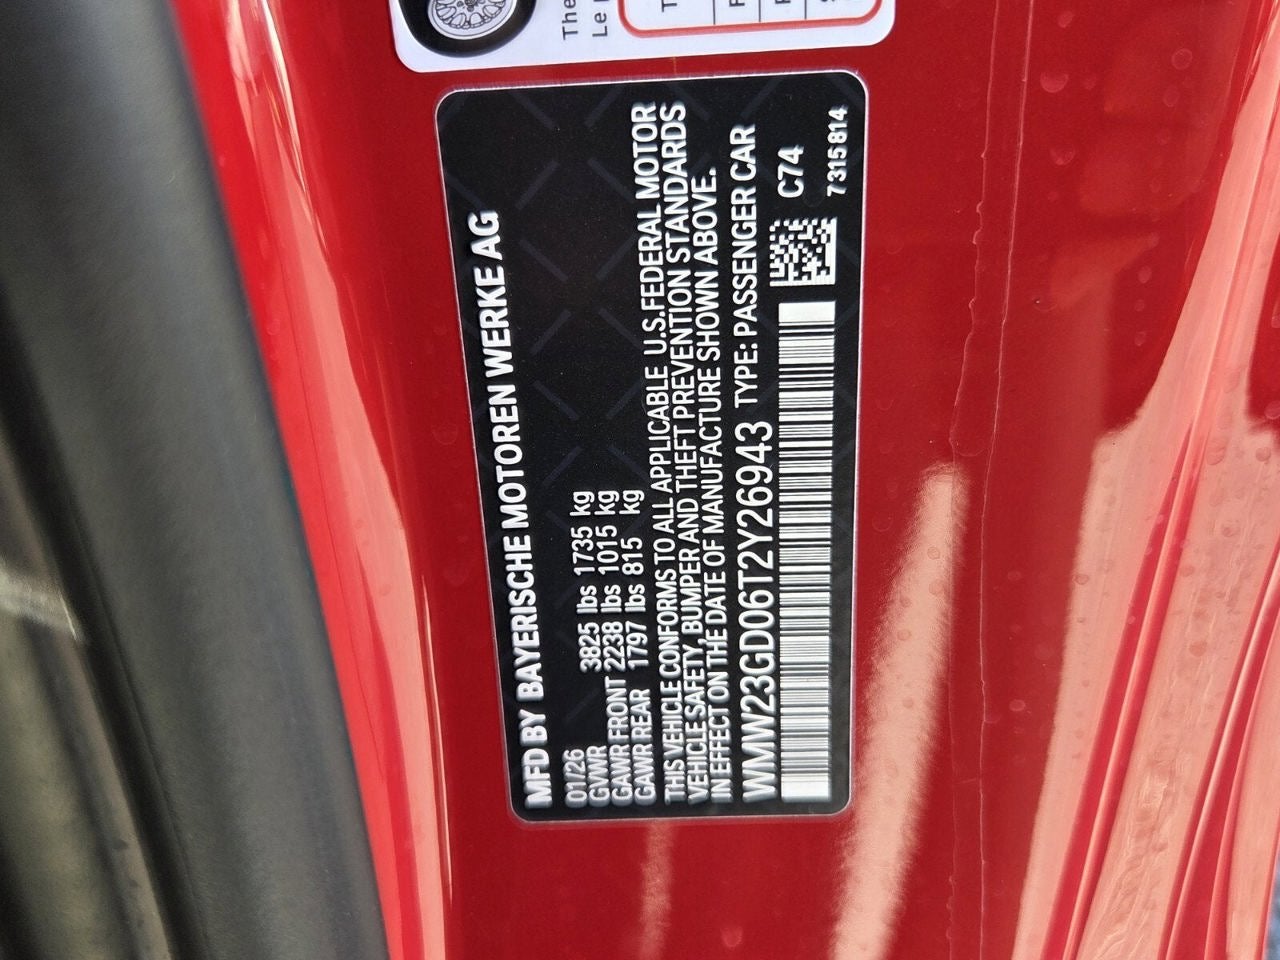 The
Le
MFD BY BAYERISCHE MOTOREN WERKE AG
01/26
GVWR 3825 lbs 1735 kg
GAWR FRONT 2238 lbs 1015 kg
GAWR REAR 1797 lbs 815 kg
THIS VEHICLE CONFORMS TO ALL APPLICABLE U.S.FEDERAL MOTOR
VEHICLE SAFETY, BUMPER AND THEFT PREVENTION STANDARDS
IN EFFECT ON THE DATE OF MANUFACTURE SHOWN ABOVE.
WMW23GD06T2Y26943 TYPE: PASSENGER CAR
C74
7315814